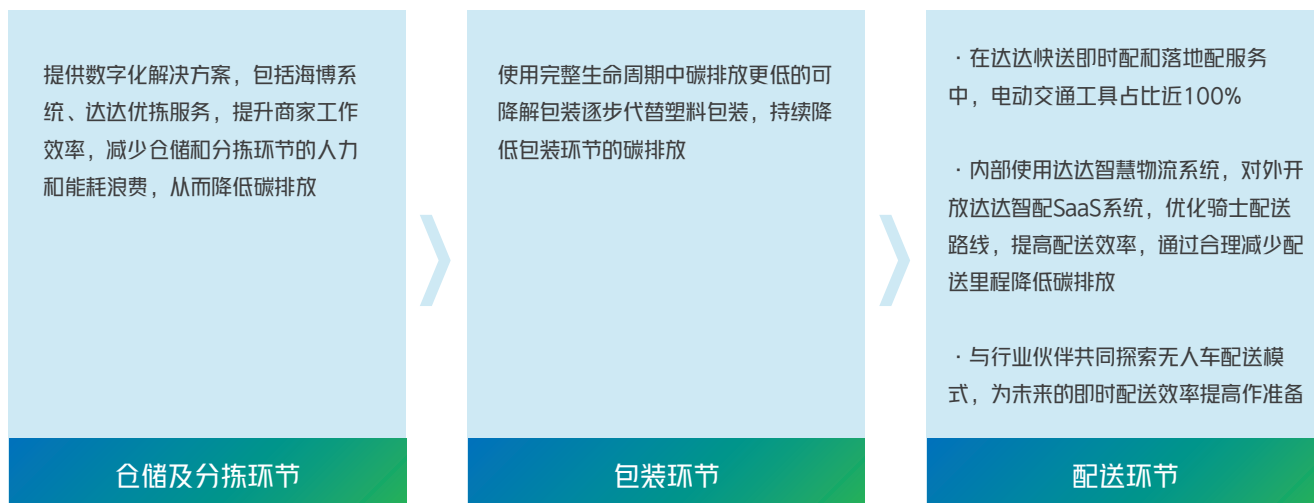 提供数字化解决方案，包括海博系
统、达达优拣服务，提升商家工作
效率，减少仓储和分拣环节的人力
和能耗浪费，从而降低碳排放
仓储及分拣环节
使用完整生命周期中碳排放更低的可
降解包装逐步代替塑料包装，持续降
低包装环节的碳排放
包装环节
·在达达快送即时配和落地配服务
中，电动交通工具占比近100%
·内部使用达达智慧物流系统，对外开
放达达智配SaaS系统，优化骑士配送
路线，提高配送效率，通过合理减少配
送里程降低碳排放
·与行业伙伴共同探索无人车配送模
式，为未来的即时配送效率提高作准备
配送环节